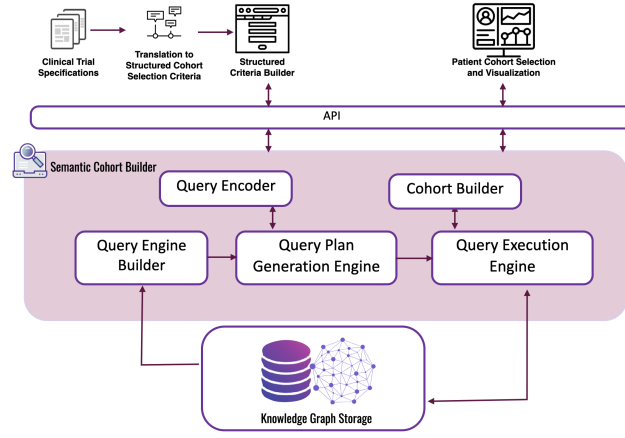 Clinical Trial
Specifications
Translation to
Structured Cohort
Selection Criteria
Structured
Criteria Builder
Patient Cohort Selection
and Visualization
API
Semantic Cohort Builder
Query Encoder
Cohort Builder
Query Engine
Builder
Query Plan
Generation Engine
Query Execution
Engine
Knowledge Graph Storage